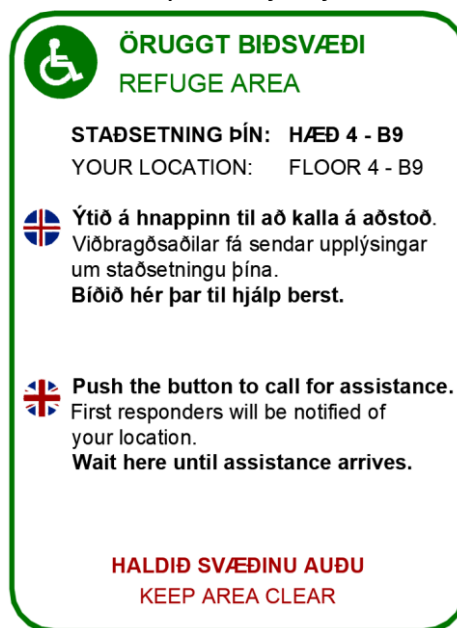 ÖRUGGT BIÐSVÆÐI
REFUGE AREA
STAÐSETNING ÞÍN: HÆÐ 4 - B9
YOUR LOCATION: FLOOR 4 - B9
Ýtið á hnappinn til að kalla á aðstoð.
Viðbragðsaðilar fá sendar upplýsingar
um staðsetningu þína.
Bíðið hér þar til hjálp berst.
Push the button to call for assistance.
First responders will be notified of
your location.
Wait here until assistance arrives.
HALDIÐ SVÆÐINU AUÐU
KEEP AREA CLEAR